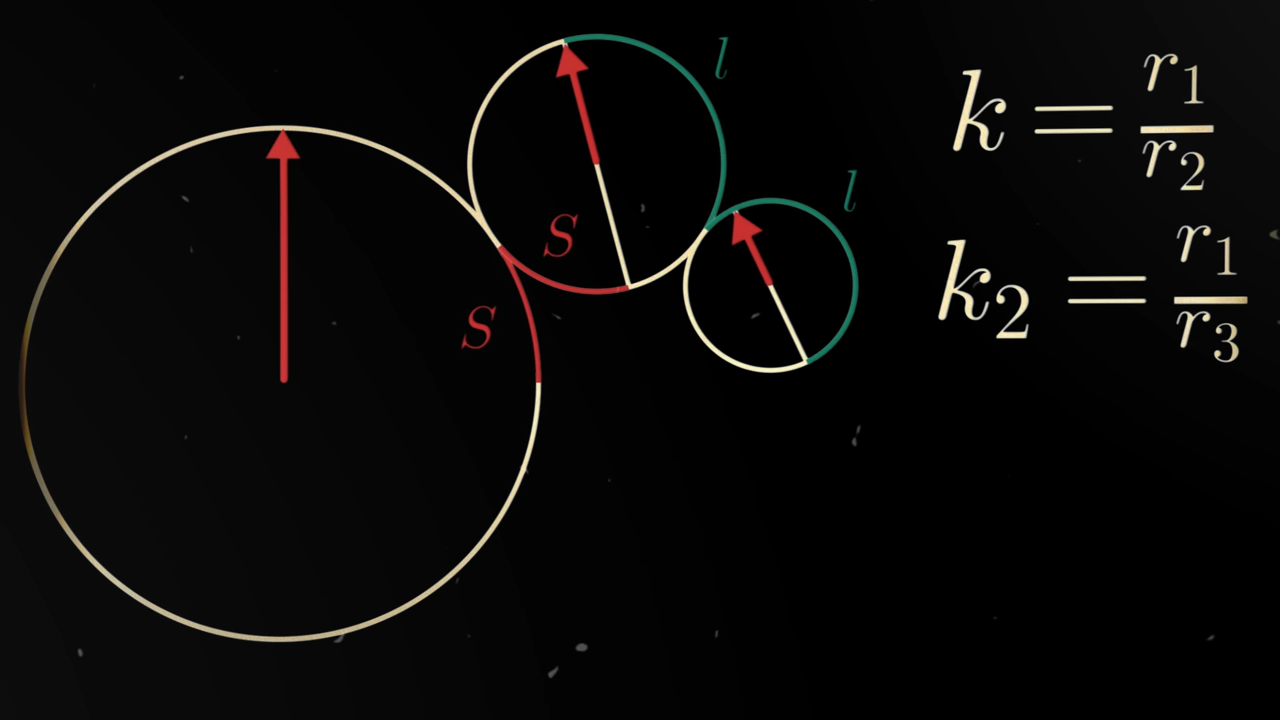 l
k = r₁/r₂
l
S
k₂ = r₁/r₃
S